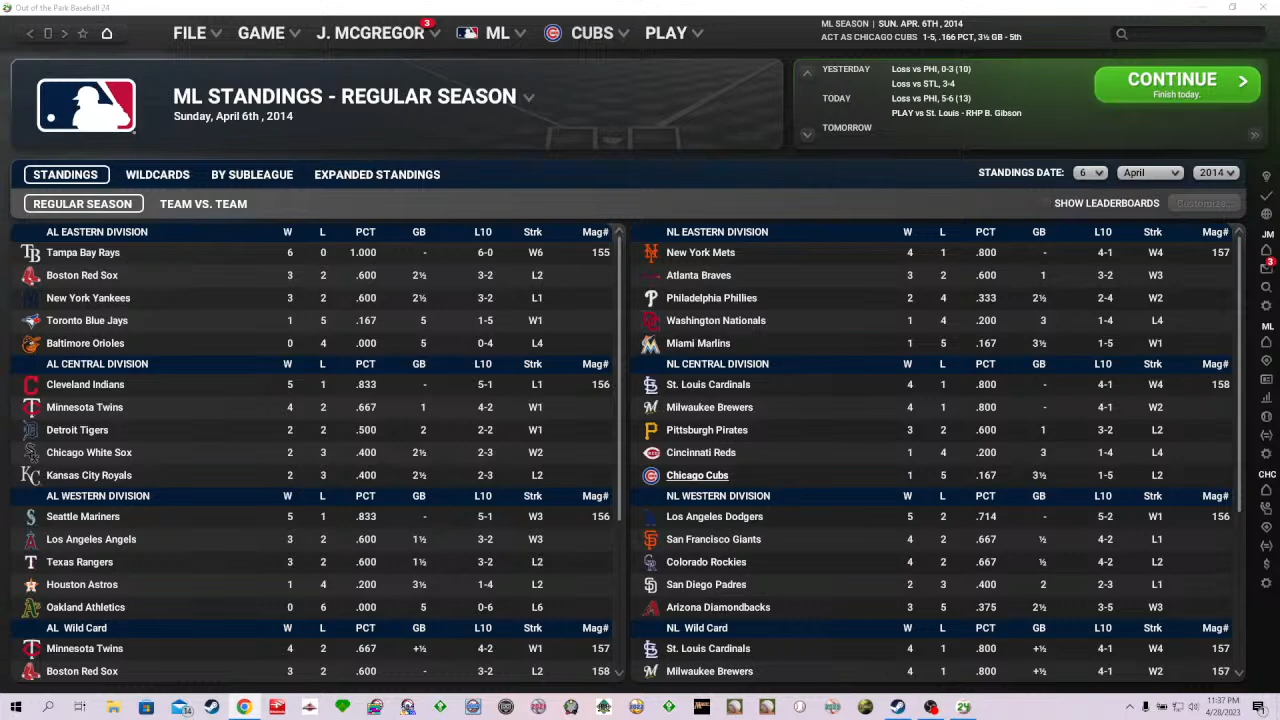 Out of the Park Baseball 24
FILE GAME J. MCGREGOR 3 ML CUBS PLAY
ML SEASON | SUN. APR. 6TH , 2014
ACT AS CHICAGO CUBS 1-5, .166 PCT, 3½ GB - 5th
ML STANDINGS - REGULAR SEASON
Sunday, April 6th , 2014
YESTERDAY Loss vs PHI, 0-3 (10)
Loss vs STL, 3-4
TODAY Loss vs PHI, 5-6 (13)
PLAY vs St. Louis - RHP B. Gibson
TOMORROW
CONTINUE
Finish today.
STANDINGS WILDCARDS BY SUBLEAGUE EXPANDED STANDINGS STANDINGS DATE: 6 April 2014
REGULAR SEASON TEAM VS. TEAM SHOW LEADERBOARDS Customize...
AL EASTERN DIVISION W L PCT GB L10 Strk Mag#
Tampa Bay Rays 6 0 1.000 - 6-0 W6 155
Boston Red Sox 3 2 .600 2½ 3-2 L2
New York Yankees 3 2 .600 2½ 3-2 L1
Toronto Blue Jays 1 5 .167 5 1-5 W1
Baltimore Orioles 0 4 .000 5 0-4 L4
AL CENTRAL DIVISION W L PCT GB L10 Strk Mag#
Cleveland Indians 5 1 .833 - 5-1 L1 156
Minnesota Twins 4 2 .667 1 4-2 W1
Detroit Tigers 2 2 .500 2 2-2 W1
Chicago White Sox 2 3 .400 2½ 2-3 W2
Kansas City Royals 2 3 .400 2½ 2-3 L2
AL WESTERN DIVISION W L PCT GB L10 Strk Mag#
Seattle Mariners 5 1 .833 - 5-1 W3 156
Los Angeles Angels 3 2 .600 1½ 3-2 W3
Texas Rangers 3 2 .600 1½ 3-2 L2
Houston Astros 1 4 .200 3½ 1-4 L2
Oakland Athletics 0 6 .000 5 0-6 L6
AL Wild Card W L PCT GB L10 Strk Mag#
Minnesota Twins 4 2 .667 +½ 4-2 W1 157
Boston Red Sox 3 2 .600 - 3-2 L2 158
NL EASTERN DIVISION W L PCT GB L10 Strk Mag#
New York Mets 4 1 .800 - 4-1 W4 157
Atlanta Braves 3 2 .600 1 3-2 W3
Philadelphia Phillies 2 4 .333 2½ 2-4 W2
Washington Nationals 1 4 .200 3 1-4 L4
Miami Marlins 1 5 .167 3½ 1-5 W1
NL CENTRAL DIVISION W L PCT GB L10 Strk Mag#
St. Louis Cardinals 4 1 .800 - 4-1 W4 158
Milwaukee Brewers 4 1 .800 - 4-1 W2
Pittsburgh Pirates 3 2 .600 1 3-2 L2
Cincinnati Reds 1 4 .200 3 1-4 L4
Chicago Cubs 1 5 .167 3½ 1-5 L2
NL WESTERN DIVISION W L PCT GB L10 Strk Mag#
Los Angeles Dodgers 5 2 .714 - 5-2 W1 156
San Francisco Giants 4 2 .667 ½ 4-2 L1
Colorado Rockies 4 2 .667 ½ 4-2 L2
San Diego Padres 2 3 .400 2 2-3 L1
Arizona Diamondbacks 3 5 .375 2½ 3-5 W3
NL Wild Card W L PCT GB L10 Strk Mag#
St. Louis Cardinals 4 1 .800 +½ 4-1 W4 157
Milwaukee Brewers 4 1 .800 +½ 4-1 W2 157
JM
3
ML
CHC
14
11:37 PM
4/28/2023